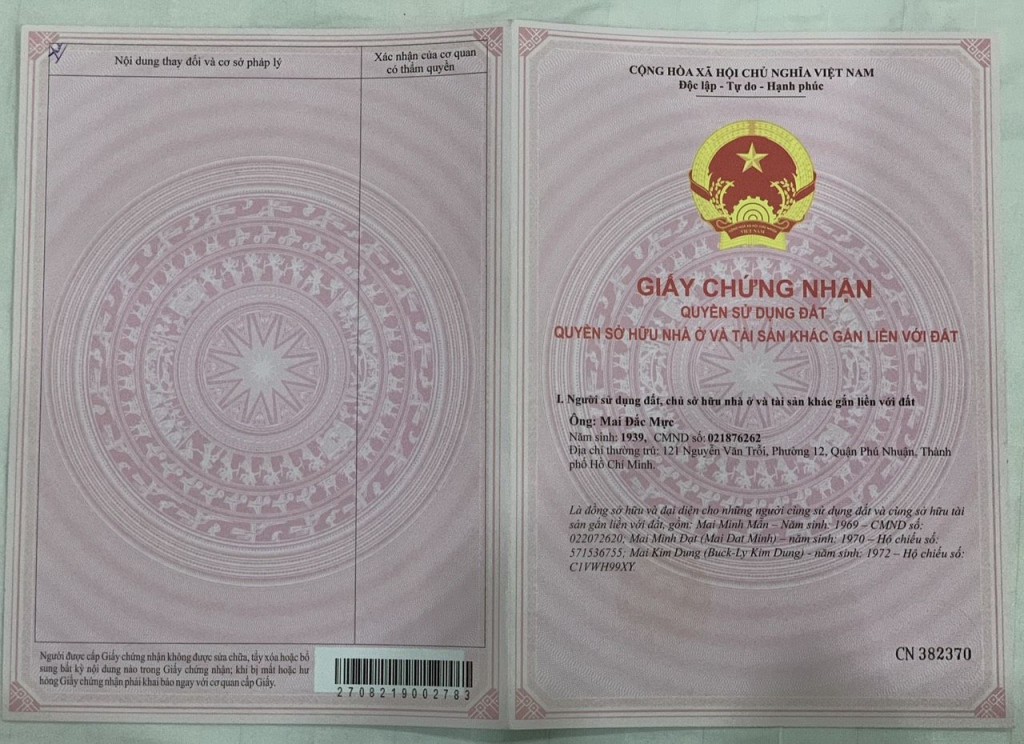 Nội dung thay đổi và cơ sở pháp lý
Xác nhận của cơ quan
có thẩm quyền
Người được cấp Giấy chứng nhận không được sửa chữa, tẩy xóa hoặc bổ
sung bất kỳ nội dung nào trong Giấy chứng nhận; khi bị mất hoặc hư
hỏng Giấy chứng nhận phải khai báo ngay với cơ quan cấp Giấy.
2708219002783
CỘNG HÒA XÃ HỘI CHỦ NGHĨA VIỆT NAM
Độc lập - Tự do - Hạnh phúc
VIỆT NAM
GIẤY CHỨNG NHẬN
QUYỀN SỬ DỤNG ĐẤT
QUYỀN SỞ HỮU NHÀ Ở VÀ TÀI SẢN KHÁC GẮN LIỀN VỚI ĐẤT
I. Người sử dụng đất, chủ sở hữu nhà ở và tài sản khác gắn liền với đất
Ông: Mai Đắc Mực
Năm sinh: 1939, CMND số: 021876262
Địa chỉ thường trú: 121 Nguyễn Văn Trỗi, Phường 12, Quận Phú Nhuận, Thành
phố Hồ Chí Minh.
Là đồng sở hữu và đại diện cho những người cùng sử dụng đất và cùng sở hữu tài
sản gắn liền với đất, gồm: Mai Minh Mẫn – Năm sinh: 1969 – CMND số:
022072620; Mai Minh Đạt (Mai Dat Minh) – năm sinh: 1970 – Hộ chiếu số:
571536755; Mai Kim Dung (Buck-Ly Kim Dung) - năm sinh: 1972 – Hộ chiếu số:
C1VWH99XY.
CN 382370